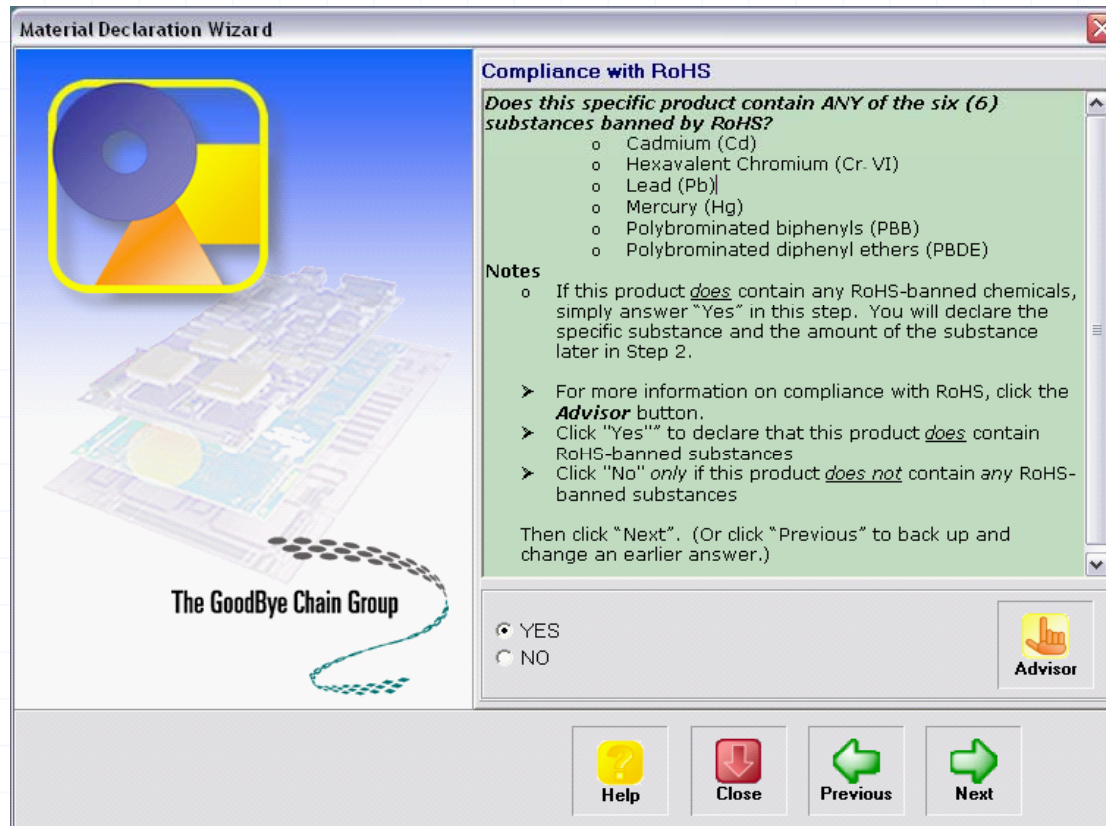 Material Declaration Wizard
Compliance with RoHS
Does this specific product contain ANY of the six (6)
substances banned by RoHS?
o Cadmium (Cd)
o Hexavalent Chromium (Cr. VI)
o Lead (Pb)
o Mercury (Hg)
o Polybrominated biphenyls (PBB)
o Polybrominated diphenyl ethers (PBDE)
Notes
o If this product does contain any RoHS-banned chemicals,
simply answer “Yes” in this step. You will declare the
specific substance and the amount of the substance
later in Step 2.
➤ For more information on compliance with RoHS, click the
Advisor button.
➤ Click "Yes"” to declare that this product does contain
RoHS-banned substances
➤ Click "No" only if this product does not contain any RoHS-
banned substances
Then click “Next”. (Or click “Previous” to back up and
change an earlier answer.)
The GoodBye Chain Group
YES
NO
Advisor
Help
Close
Previous
Next